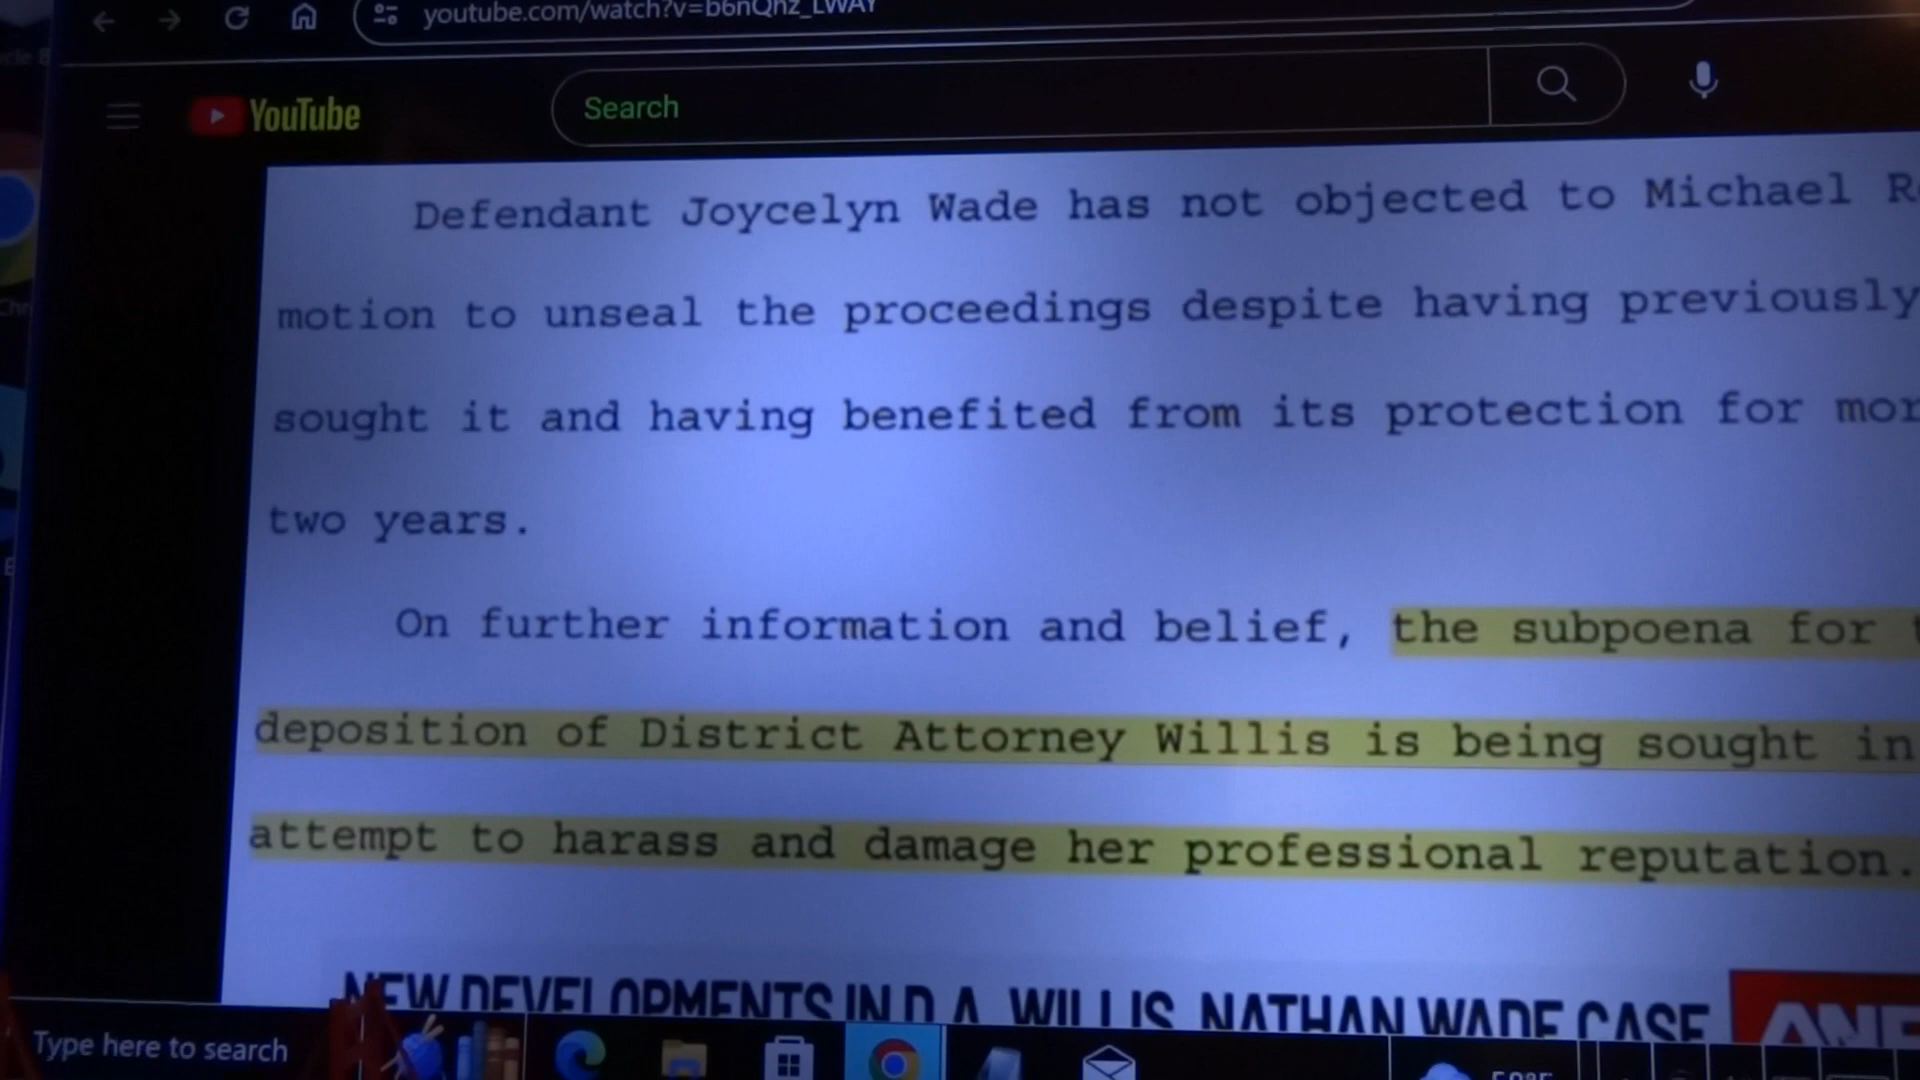 youtube.com/watch?v=b6nQhz_LWAY
YouTube
Search
Defendant Joycelyn Wade has not objected to Michael
motion to unseal the proceedings despite having previously
sought it and having benefited from its protection for
two years.
On further information and belief, the subpoena for
deposition of District Attorney Willis is being sought in
attempt to harass and damage her professional reputation.
NEW DEVELOPMENTS IN D.A. WILLIS, NATHAN WADE CASE
Type here to search